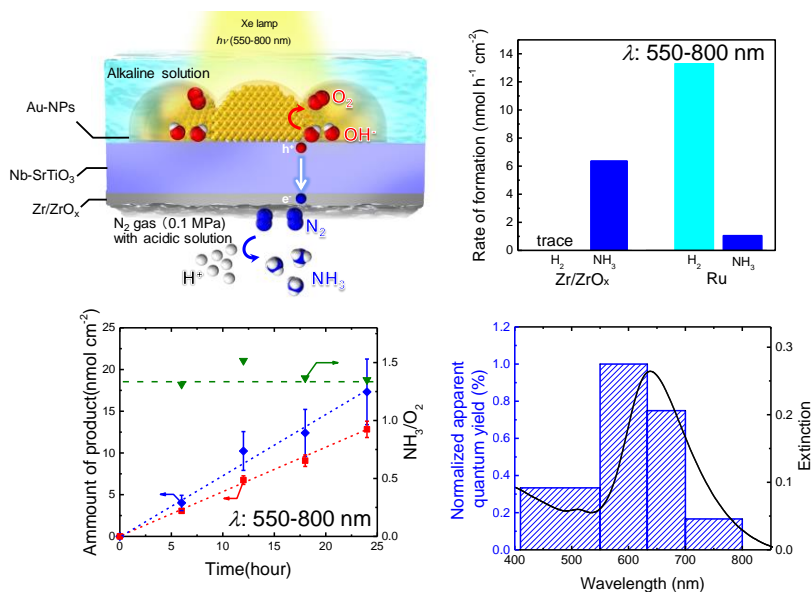 Xe lamp
hν (550-800 nm)
Alkaline solution
O₂
OH⁺
h⁺
e⁻
Au-NPs
Nb-SrTiO₃
Zr/ZrOₓ
N₂ gas (0.1 MPa)
with acidic solution
N₂
H⁺
NH₃
λ: 550-800 nm
Rate of formation (nmol h⁻¹ cm⁻²)
14
12
10
8
6
4
2
0
trace
H₂ NH₃ H₂ NH₃
Zr/ZrOₓ Ru
Ammount of product(nmol cm⁻²)
25
20
15
10
5
0
NH₃/O₂
1.5
1.0
0.5
0.0
λ: 550-800 nm
0 5 10 15 20 25
Time(hour)
Normalized apparent
quantum yield (%)
1.2
1.0
0.8
0.6
0.4
0.2
0.0
Extinction
0.3
0.2
0.1
0.0
400 500 600 700 800
Wavelength (nm)